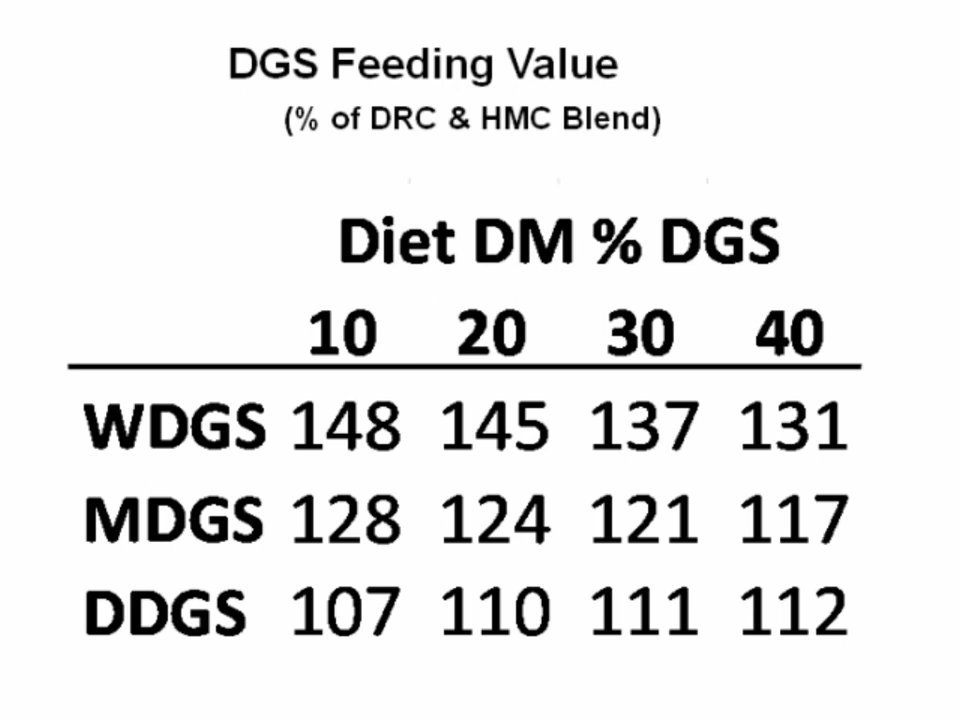 DGS Feeding Value
(% of DRC & HMC Blend)
Diet DM % DGS
10 20 30 40
WDGS 148 145 137 131
MDGS 128 124 121 117
DDGS 107 110 111 112